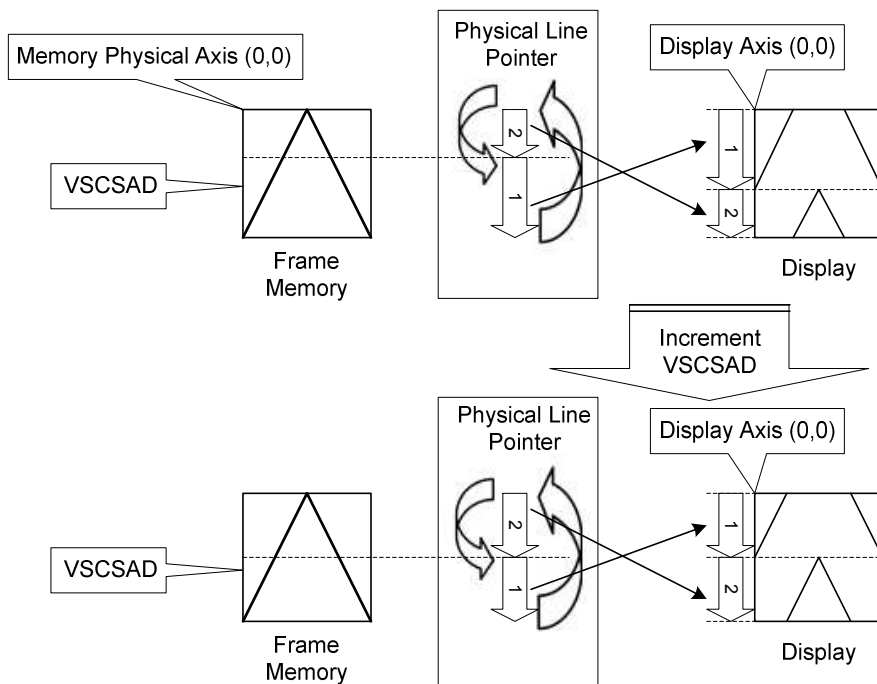 Physical Line
Pointer
Memory Physical Axis (0,0)
Display Axis (0,0)
2
1
1
2
VSCSAD
Frame
Memory
Display
Increment
VSCSAD
Physical Line
Pointer
Display Axis (0,0)
2
1
1
2
VSCSAD
Frame
Memory
Display